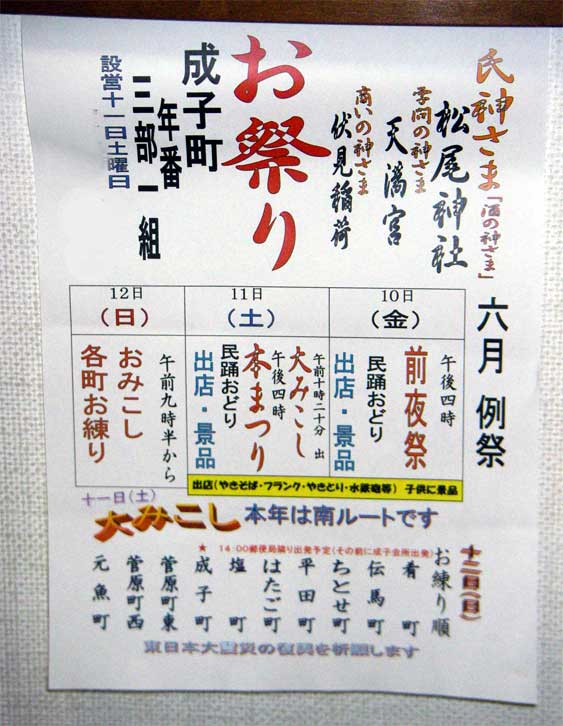 氏神さま「酒の神さま」
松尾神社
学問の神さま
天満宮
商いの神さま
伏見稲荷
お祭り
成子町
年番
三部一組
設営十一日土曜日
六月 例祭
10日
(金)
午後四時
前夜祭
民踊おどり
出店・景品
11日
(土)
午前十時二十分 出
大みこし
午後四時
本まつり
民踊おどり
出店・景品
12日
(日)
午前九時半から
おみこし
各町お練り
出店(やきそば・フランク・やきとり・水鉄砲等) 子供に景品
十一日(土)
大みこし 本年は南ルートです
★ 14:00郵便局隣り出発予定(その前に成子会所出発)
十二日(日)
お練り順
肴町
伝馬町
ちとせ町
平田町
はたご町
塩町
成子町
菅原町東
菅原町西
元魚町
東日本大震災の復興を祈願します